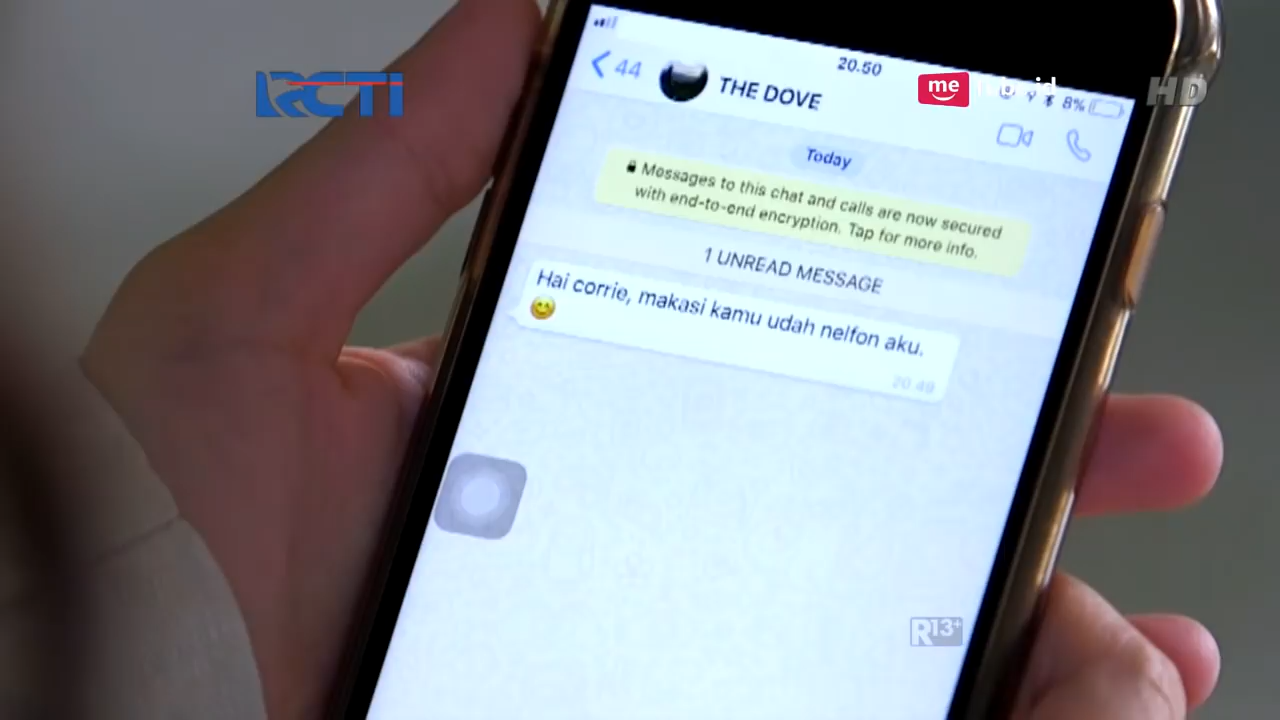 RCTI
20.50
me
HD
44
THE DOVE
8%
Today
Messages to this chat and calls are now secured
with end-to-end encryption. Tap for more info.
1 UNREAD MESSAGE
Hai corrie, makasi kamu udah nelfon aku.
20.49
R13+